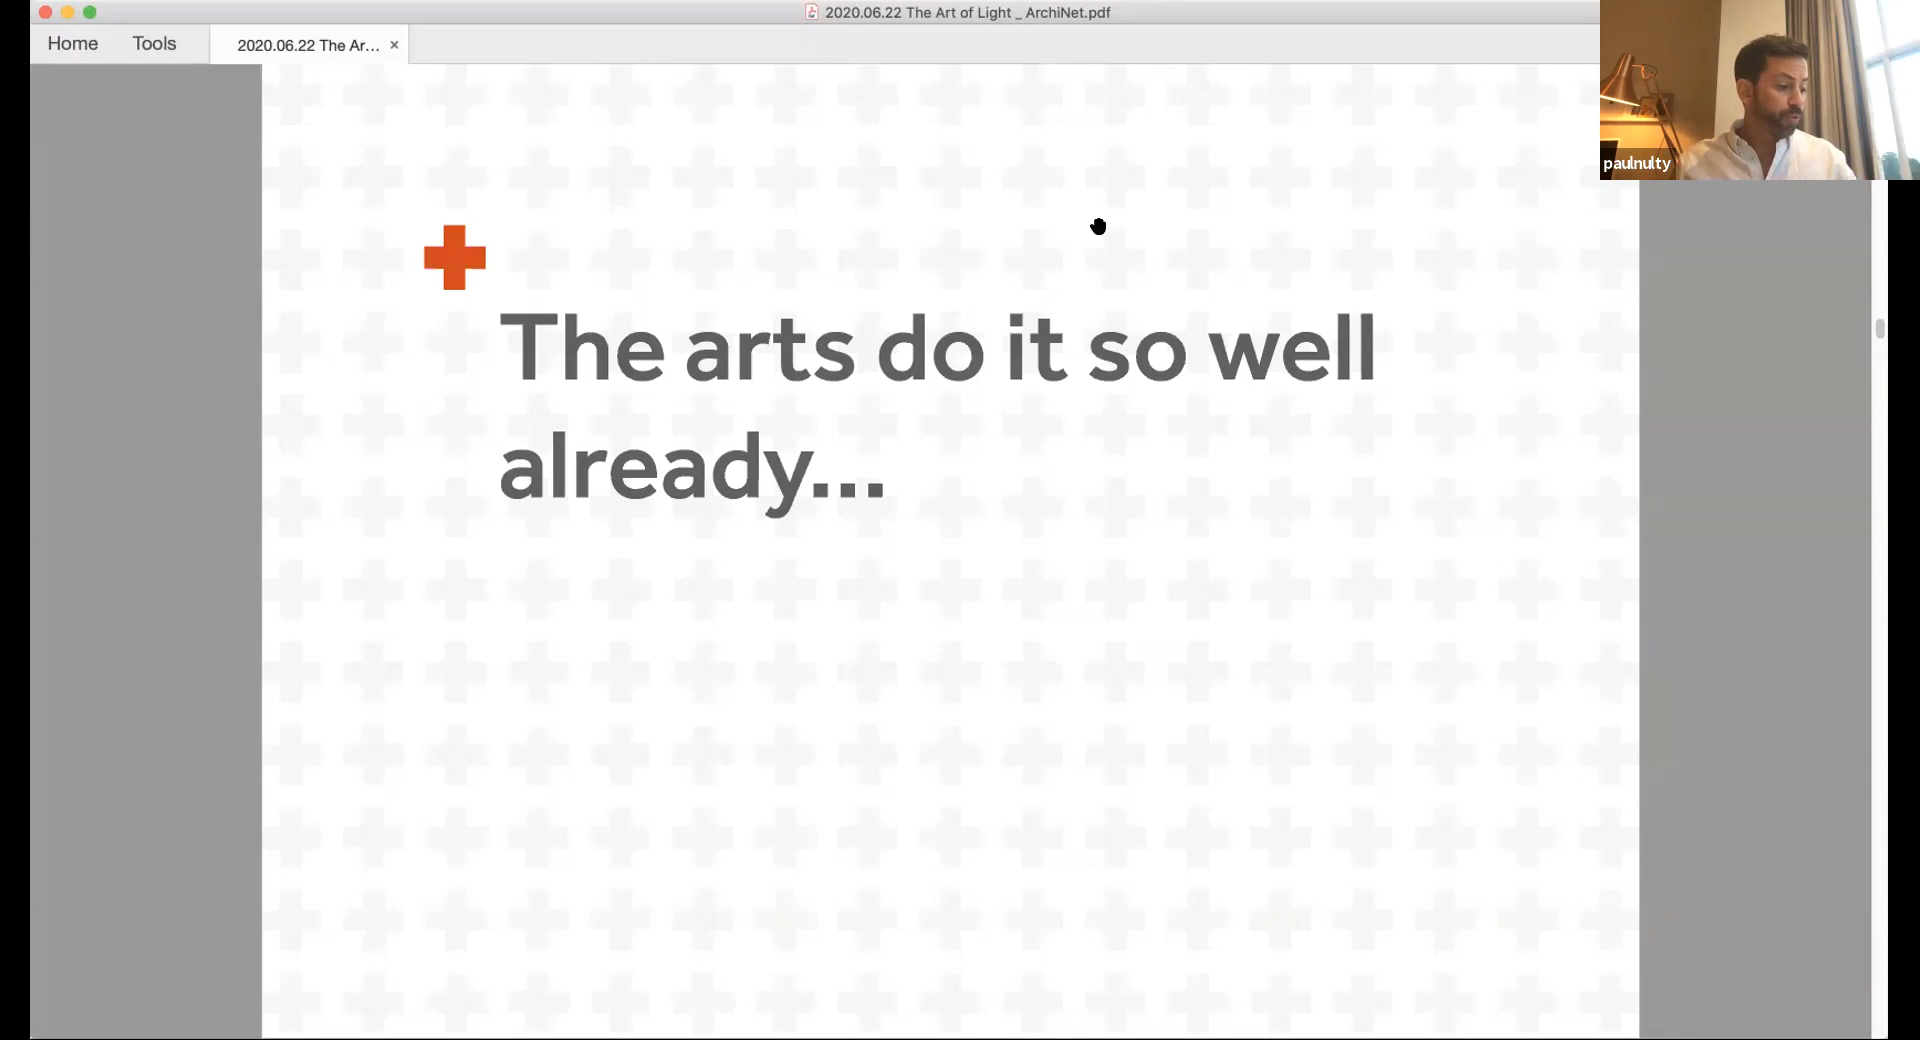 2020.06.22 The Art of Light _ ArchiNet.pdf
Home
Tools
2020.06.22 The Ar... ×
paulnulty
The arts do it so well
already...